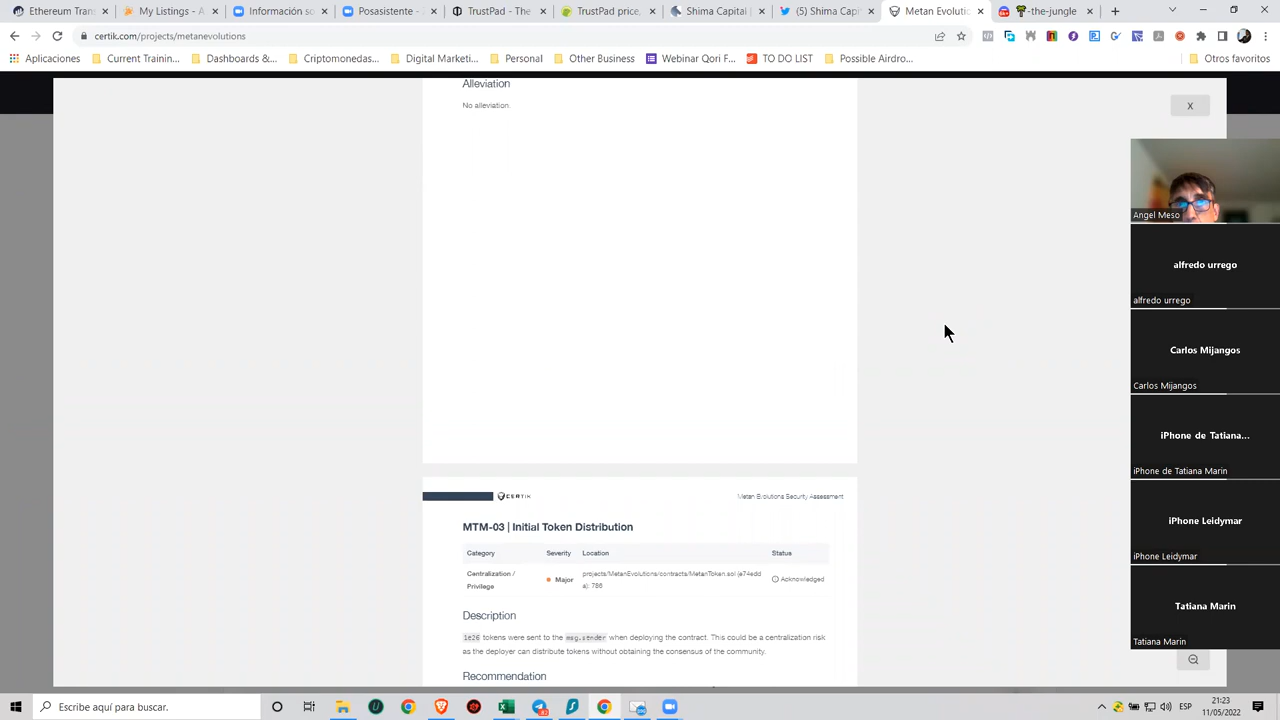 Ethereum Trans
My Listings - A
Información so
Posasistente -
TrustPad - The
TrustPad price,
Shima Capital |
(5) Shima Capi
Metan Evolutio
-the-jungle
certik.com/projects/metanevolutions
Aplicaciones
Current Trainin...
Dashboards &...
Criptomonedas...
Digital Marketi...
Personal
Other Business
Webinar Qori F...
TO DO LIST
Possible Airdro...
Otros favoritos
Alleviation
No alleviation.
X
Angel Meso
alfredo urrego
alfredo urrego
Carlos Mijangos
Carlos Mijangos
iPhone de Tatiana...
iPhone de Tatiana Marin
iPhone Leidymar
iPhone Leidymar
Tatiana Marin
Tatiana Marin
CERTIK
Metan Evolutions Security Assessment
MTM-03 | Initial Token Distribution
Category Severity Location Status
Centralization / Privilege
Major
projects/MetanEvolutions/contracts/MetanToken.sol (e74edd
a): 786
Acknowledged
Description
1e26 tokens were sent to the msg.sender when deploying the contract. This could be a centralization risk
as the deployer can distribute tokens without obtaining the consensus of the community.
Recommendation
Escribe aquí para buscar.
ESP
21:23
11/05/2022